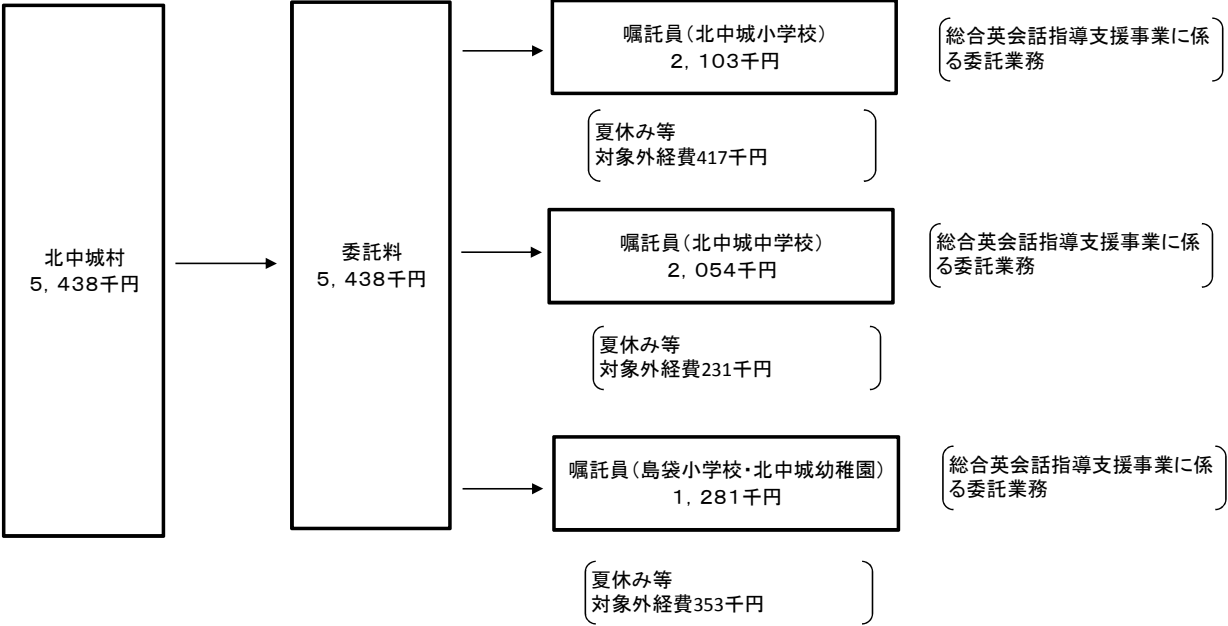 北中城村
5，438千円
委託料
5，438千円
嘱託員（北中城小学校）
2，103千円
総合英会話指導支援事業に係
る委託業務
夏休み等
対象外経費417千円
嘱託員（北中城中学校）
2，054千円
総合英会話指導支援事業に係
る委託業務
夏休み等
対象外経費231千円
嘱託員（島袋小学校・北中城幼稚園）
1，281千円
総合英会話指導支援事業に係
る委託業務
夏休み等
対象外経費353千円